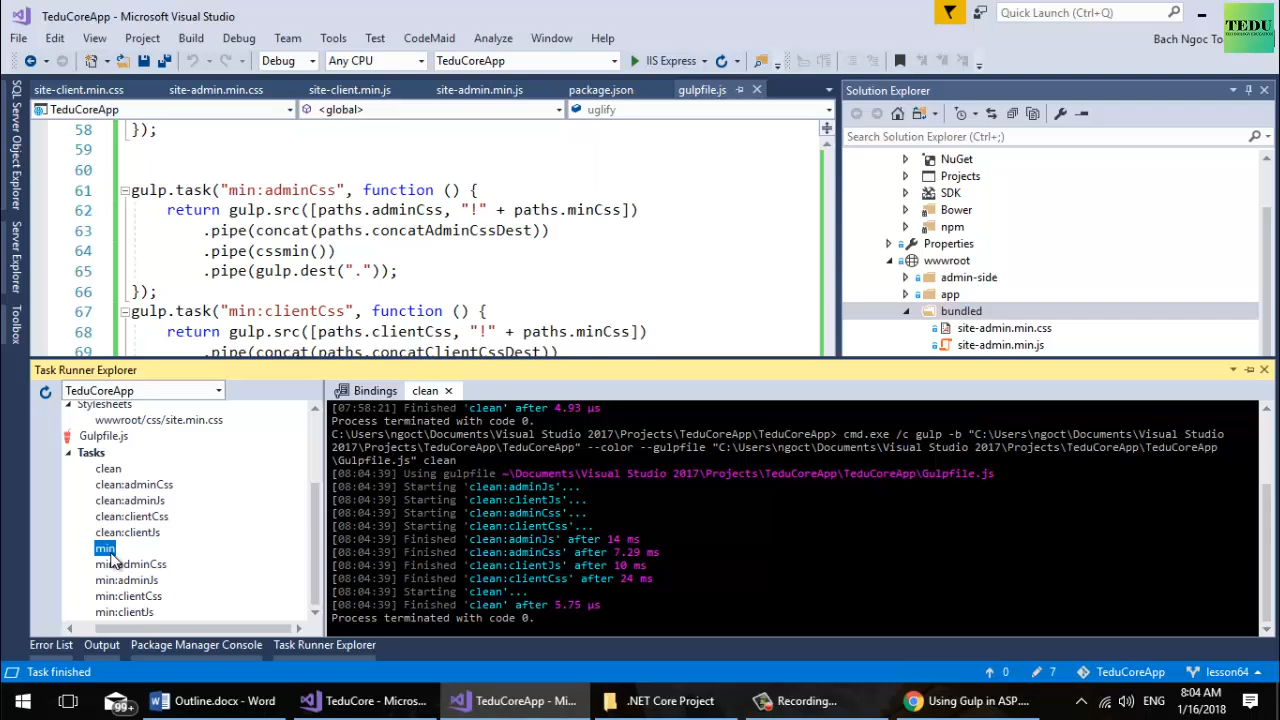 TeduCoreApp - Microsoft Visual Studio
Quick Launch (Ctrl+Q)
TEDU
File Edit View Project Build Debug Team Tools Test CodeMaid Analyze Window Help
Bach Ngoc To
Debug Any CPU TeduCoreApp IIS Express
site-client.min.css site-admin.min.css site-client.min.js site-admin.min.js package.json gulpfile.js
TeduCoreApp <global> uglify
58 });
59
60
61 gulp.task("min:adminCss", function () {
62 return gulp.src([paths.adminCss, "!" + paths.minCss])
63 .pipe(concat(paths.concatAdminCssDest))
64 .pipe(cssmin())
65 .pipe(gulp.dest("."));
66 });
67 gulp.task("min:clientCss", function () {
68 return gulp.src([paths.clientCss, "!" + paths.minCss])
69 .pipe(concat(paths.concatClientCssDest))
SQL Server Object Explorer
Server Explorer
Toolbox
Solution Explorer
Search Solution Explorer (Ctrl+;)
NuGet
Projects
SDK
Bower
npm
Properties
wwwroot
admin-side
app
bundled
site-admin.min.css
site-admin.min.js
Task Runner Explorer
TeduCoreApp
Stylesheets
wwwroot/css/site.min.css
Gulpfile.js
Tasks
clean
clean:adminCss
clean:adminJs
clean:clientCss
clean:clientJs
min
min:adminCss
min:adminJs
min:clientCss
min:clientJs
Bindings clean
[07:58:21] Finished 'clean' after 4.93 μs
Process terminated with code 0.
C:\Users\ngoct\Documents\Visual Studio 2017\Projects\TeduCoreApp\TeduCoreApp> cmd.exe /c gulp -b "C:\Users\ngoct\Documents\Visual Studio
2017\Projects\TeduCoreApp\TeduCoreApp" --color --gulpfile "C:\Users\ngoct\Documents\Visual Studio 2017\Projects\TeduCoreApp\TeduCoreApp
\Gulpfile.js" clean
[08:04:39] Using gulpfile ~\Documents\Visual Studio 2017\Projects\TeduCoreApp\TeduCoreApp\Gulpfile.js
[08:04:39] Starting 'clean:adminJs'...
[08:04:39] Starting 'clean:clientJs'...
[08:04:39] Starting 'clean:adminCss'...
[08:04:39] Starting 'clean:clientCss'...
[08:04:39] Finished 'clean:adminJs' after 14 ms
[08:04:39] Finished 'clean:adminCss' after 7.29 ms
[08:04:39] Finished 'clean:clientJs' after 10 ms
[08:04:39] Finished 'clean:clientCss' after 24 ms
[08:04:39] Starting 'clean'...
[08:04:39] Finished 'clean' after 5.75 μs
Process terminated with code 0.
Error List Output Package Manager Console Task Runner Explorer
Task finished 0 7 TeduCoreApp lesson64
99+ Outline.docx - Word TeduCore - Micros... TeduCoreApp - Mi... .NET Core Project Recording... Using Gulp in ASP.... ENG
8:04 AM
1/16/2018